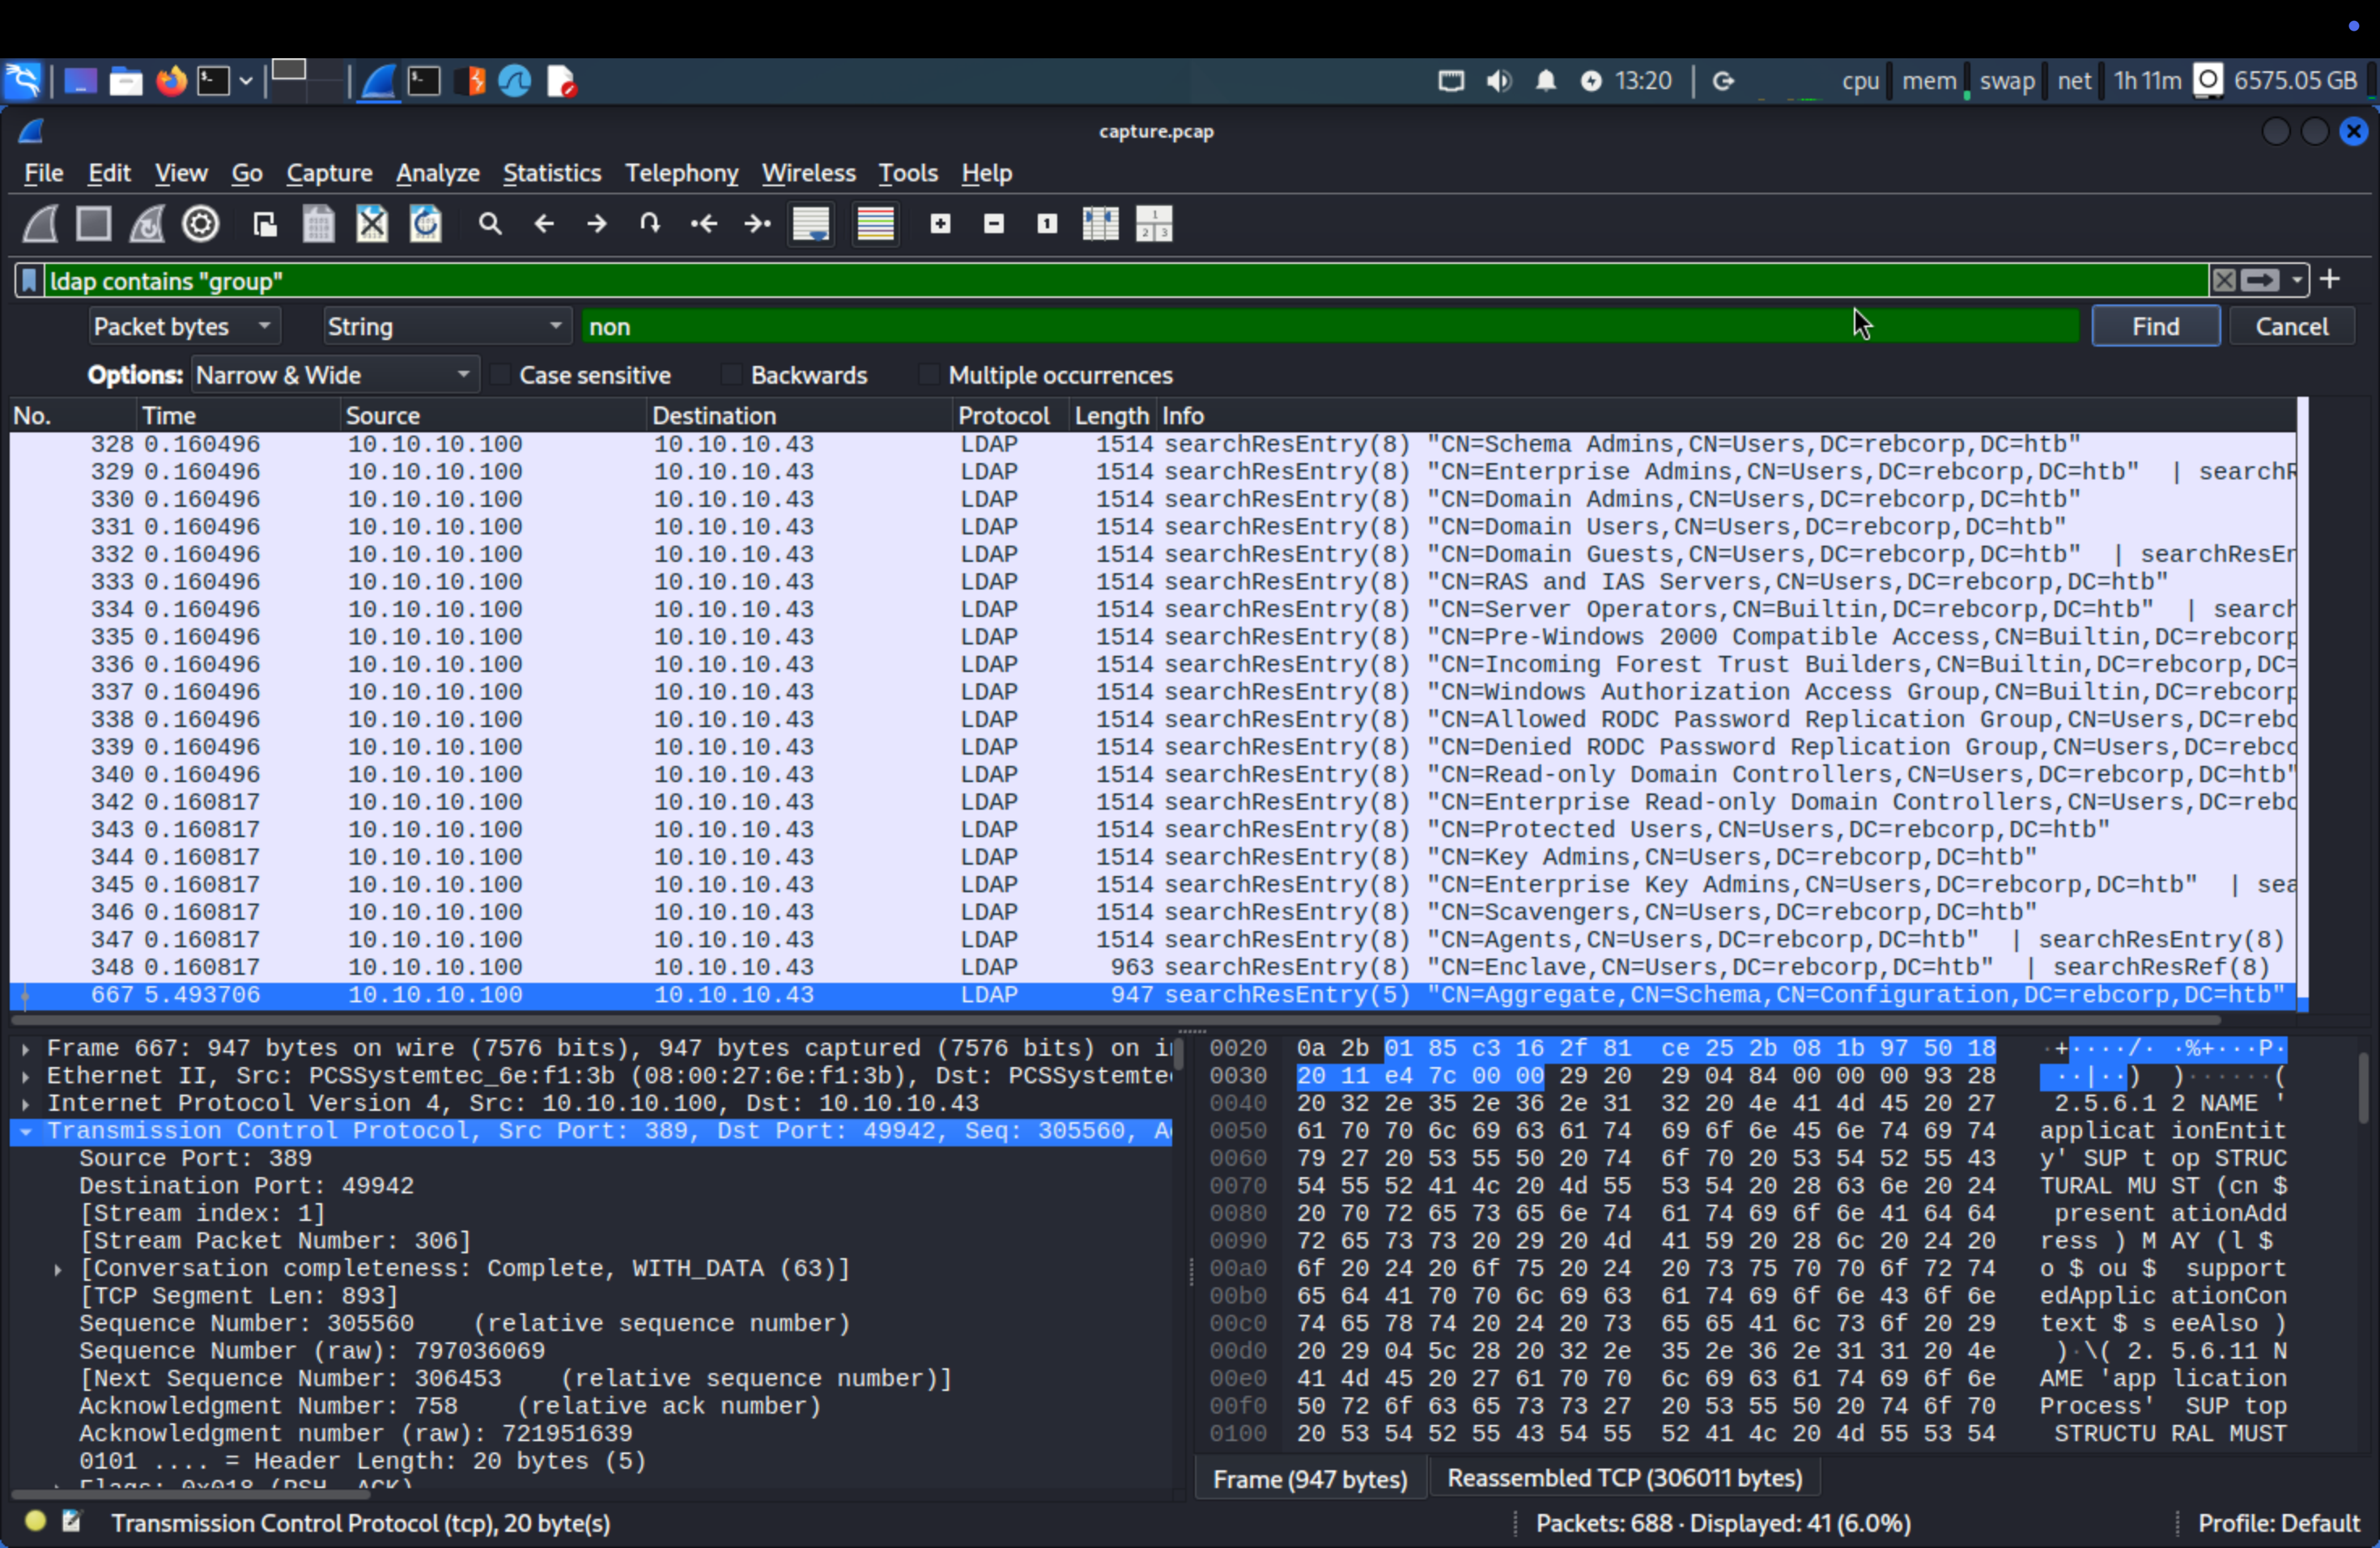 13:20 cpu mem swap net 1h 11m 6575.05 GB
capture.pcap
File Edit View Go Capture Analyze Statistics Telephony Wireless Tools Help
ldap contains "group"
Packet bytes String non Find Cancel
Options: Narrow & Wide Case sensitive Backwards Multiple occurrences
No. Time Source Destination Protocol Length Info
328 0.160496 10.10.10.100 10.10.10.43 LDAP 1514 searchResEntry(8) "CN=Schema Admins,CN=Users,DC=rebcorp,DC=htb"
329 0.160496 10.10.10.100 10.10.10.43 LDAP 1514 searchResEntry(8) "CN=Enterprise Admins,CN=Users,DC=rebcorp,DC=htb" | searchR
330 0.160496 10.10.10.100 10.10.10.43 LDAP 1514 searchResEntry(8) "CN=Domain Admins,CN=Users,DC=rebcorp,DC=htb"
331 0.160496 10.10.10.100 10.10.10.43 LDAP 1514 searchResEntry(8) "CN=Domain Users,CN=Users,DC=rebcorp,DC=htb"
332 0.160496 10.10.10.100 10.10.10.43 LDAP 1514 searchResEntry(8) "CN=Domain Guests,CN=Users,DC=rebcorp,DC=htb" | searchResEn
333 0.160496 10.10.10.100 10.10.10.43 LDAP 1514 searchResEntry(8) "CN=RAS and IAS Servers,CN=Users,DC=rebcorp,DC=htb"
334 0.160496 10.10.10.100 10.10.10.43 LDAP 1514 searchResEntry(8) "CN=Server Operators,CN=Builtin,DC=rebcorp,DC=htb" | search
335 0.160496 10.10.10.100 10.10.10.43 LDAP 1514 searchResEntry(8) "CN=Pre-Windows 2000 Compatible Access,CN=Builtin,DC=rebcorp
336 0.160496 10.10.10.100 10.10.10.43 LDAP 1514 searchResEntry(8) "CN=Incoming Forest Trust Builders,CN=Builtin,DC=rebcorp,DC=
337 0.160496 10.10.10.100 10.10.10.43 LDAP 1514 searchResEntry(8) "CN=Windows Authorization Access Group,CN=Builtin,DC=rebcorp
338 0.160496 10.10.10.100 10.10.10.43 LDAP 1514 searchResEntry(8) "CN=Allowed RODC Password Replication Group,CN=Users,DC=rebc
339 0.160496 10.10.10.100 10.10.10.43 LDAP 1514 searchResEntry(8) "CN=Denied RODC Password Replication Group,CN=Users,DC=rebco
340 0.160496 10.10.10.100 10.10.10.43 LDAP 1514 searchResEntry(8) "CN=Read-only Domain Controllers,CN=Users,DC=rebcorp,DC=htb"
342 0.160817 10.10.10.100 10.10.10.43 LDAP 1514 searchResEntry(8) "CN=Enterprise Read-only Domain Controllers,CN=Users,DC=rebc
343 0.160817 10.10.10.100 10.10.10.43 LDAP 1514 searchResEntry(8) "CN=Protected Users,CN=Users,DC=rebcorp,DC=htb"
344 0.160817 10.10.10.100 10.10.10.43 LDAP 1514 searchResEntry(8) "CN=Key Admins,CN=Users,DC=rebcorp,DC=htb"
345 0.160817 10.10.10.100 10.10.10.43 LDAP 1514 searchResEntry(8) "CN=Enterprise Key Admins,CN=Users,DC=rebcorp,DC=htb" | sea
346 0.160817 10.10.10.100 10.10.10.43 LDAP 1514 searchResEntry(8) "CN=Scavengers,CN=Users,DC=rebcorp,DC=htb"
347 0.160817 10.10.10.100 10.10.10.43 LDAP 1514 searchResEntry(8) "CN=Agents,CN=Users,DC=rebcorp,DC=htb" | searchResEntry(8)
348 0.160817 10.10.10.100 10.10.10.43 LDAP 963 searchResEntry(8) "CN=Enclave,CN=Users,DC=rebcorp,DC=htb" | searchResRef(8)
667 5.493706 10.10.10.100 10.10.10.43 LDAP 947 searchResEntry(5) "CN=Aggregate,CN=Schema,CN=Configuration,DC=rebcorp,DC=htb"
Frame 667: 947 bytes on wire (7576 bits), 947 bytes captured (7576 bits) on i
Ethernet II, Src: PCSSystemtec_6e:f1:3b (08:00:27:6e:f1:3b), Dst: PCSSystemte
Internet Protocol Version 4, Src: 10.10.10.100, Dst: 10.10.10.43
Transmission Control Protocol, Src Port: 389, Dst Port: 49942, Seq: 305560, A
Source Port: 389
Destination Port: 49942
[Stream index: 1]
[Stream Packet Number: 306]
[Conversation completeness: Complete, WITH_DATA (63)]
[TCP Segment Len: 893]
Sequence Number: 305560 (relative sequence number)
Sequence Number (raw): 797036069
[Next Sequence Number: 306453 (relative sequence number)]
Acknowledgment Number: 758 (relative ack number)
Acknowledgment number (raw): 721951639
0101 .... = Header Length: 20 bytes (5)
Flags: 0x018 (PSH, ACK)
0020 0a 2b 01 85 c3 16 2f 81 ce 25 2b 08 1b 97 50 18 ·+····/· ·%+···P·
0030 20 11 e4 7c 00 00 29 20 29 04 84 00 00 00 93 28 ··|··) )······(
0040 20 32 2e 35 2e 36 2e 31 32 20 4e 41 4d 45 20 27 2.5.6.1 2 NAME '
0050 61 70 70 6c 69 63 61 74 69 6f 6e 45 6e 74 69 74 applicat ionEntit
0060 79 27 20 53 55 50 20 74 6f 70 20 53 54 52 55 43 y' SUP t op STRUC
0070 54 55 52 41 4c 20 4d 55 53 54 20 28 63 6e 20 24 TURAL MU ST (cn $
0080 20 70 72 65 73 65 6e 74 61 74 69 6f 6e 41 64 64 present ationAdd
0090 72 65 73 73 20 29 20 4d 41 59 20 28 6c 20 24 20 ress ) M AY (l $
00a0 6f 20 24 20 6f 75 20 24 20 73 75 70 70 6f 72 74 o $ ou $ support
00b0 65 64 41 70 70 6c 69 63 61 74 69 6f 6e 43 6f 6e edApplic ationCon
00c0 74 65 78 74 20 24 20 73 65 65 41 6c 73 6f 20 29 text $ s eeAlso )
00d0 20 29 04 5c 28 20 32 2e 35 2e 36 2e 31 31 20 4e )·\( 2. 5.6.11 N
00e0 41 4d 45 20 27 61 70 70 6c 69 63 61 74 69 6f 6e AME 'app lication
00f0 50 72 6f 63 65 73 73 27 20 53 55 50 20 74 6f 70 Process' SUP top
0100 20 53 54 52 55 43 54 55 52 41 4c 20 4d 55 53 54 STRUCTU RAL MUST
Frame (947 bytes) Reassembled TCP (306011 bytes)
Transmission Control Protocol (tcp), 20 byte(s) Packets: 688 · Displayed: 41 (6.0%) Profile: Default